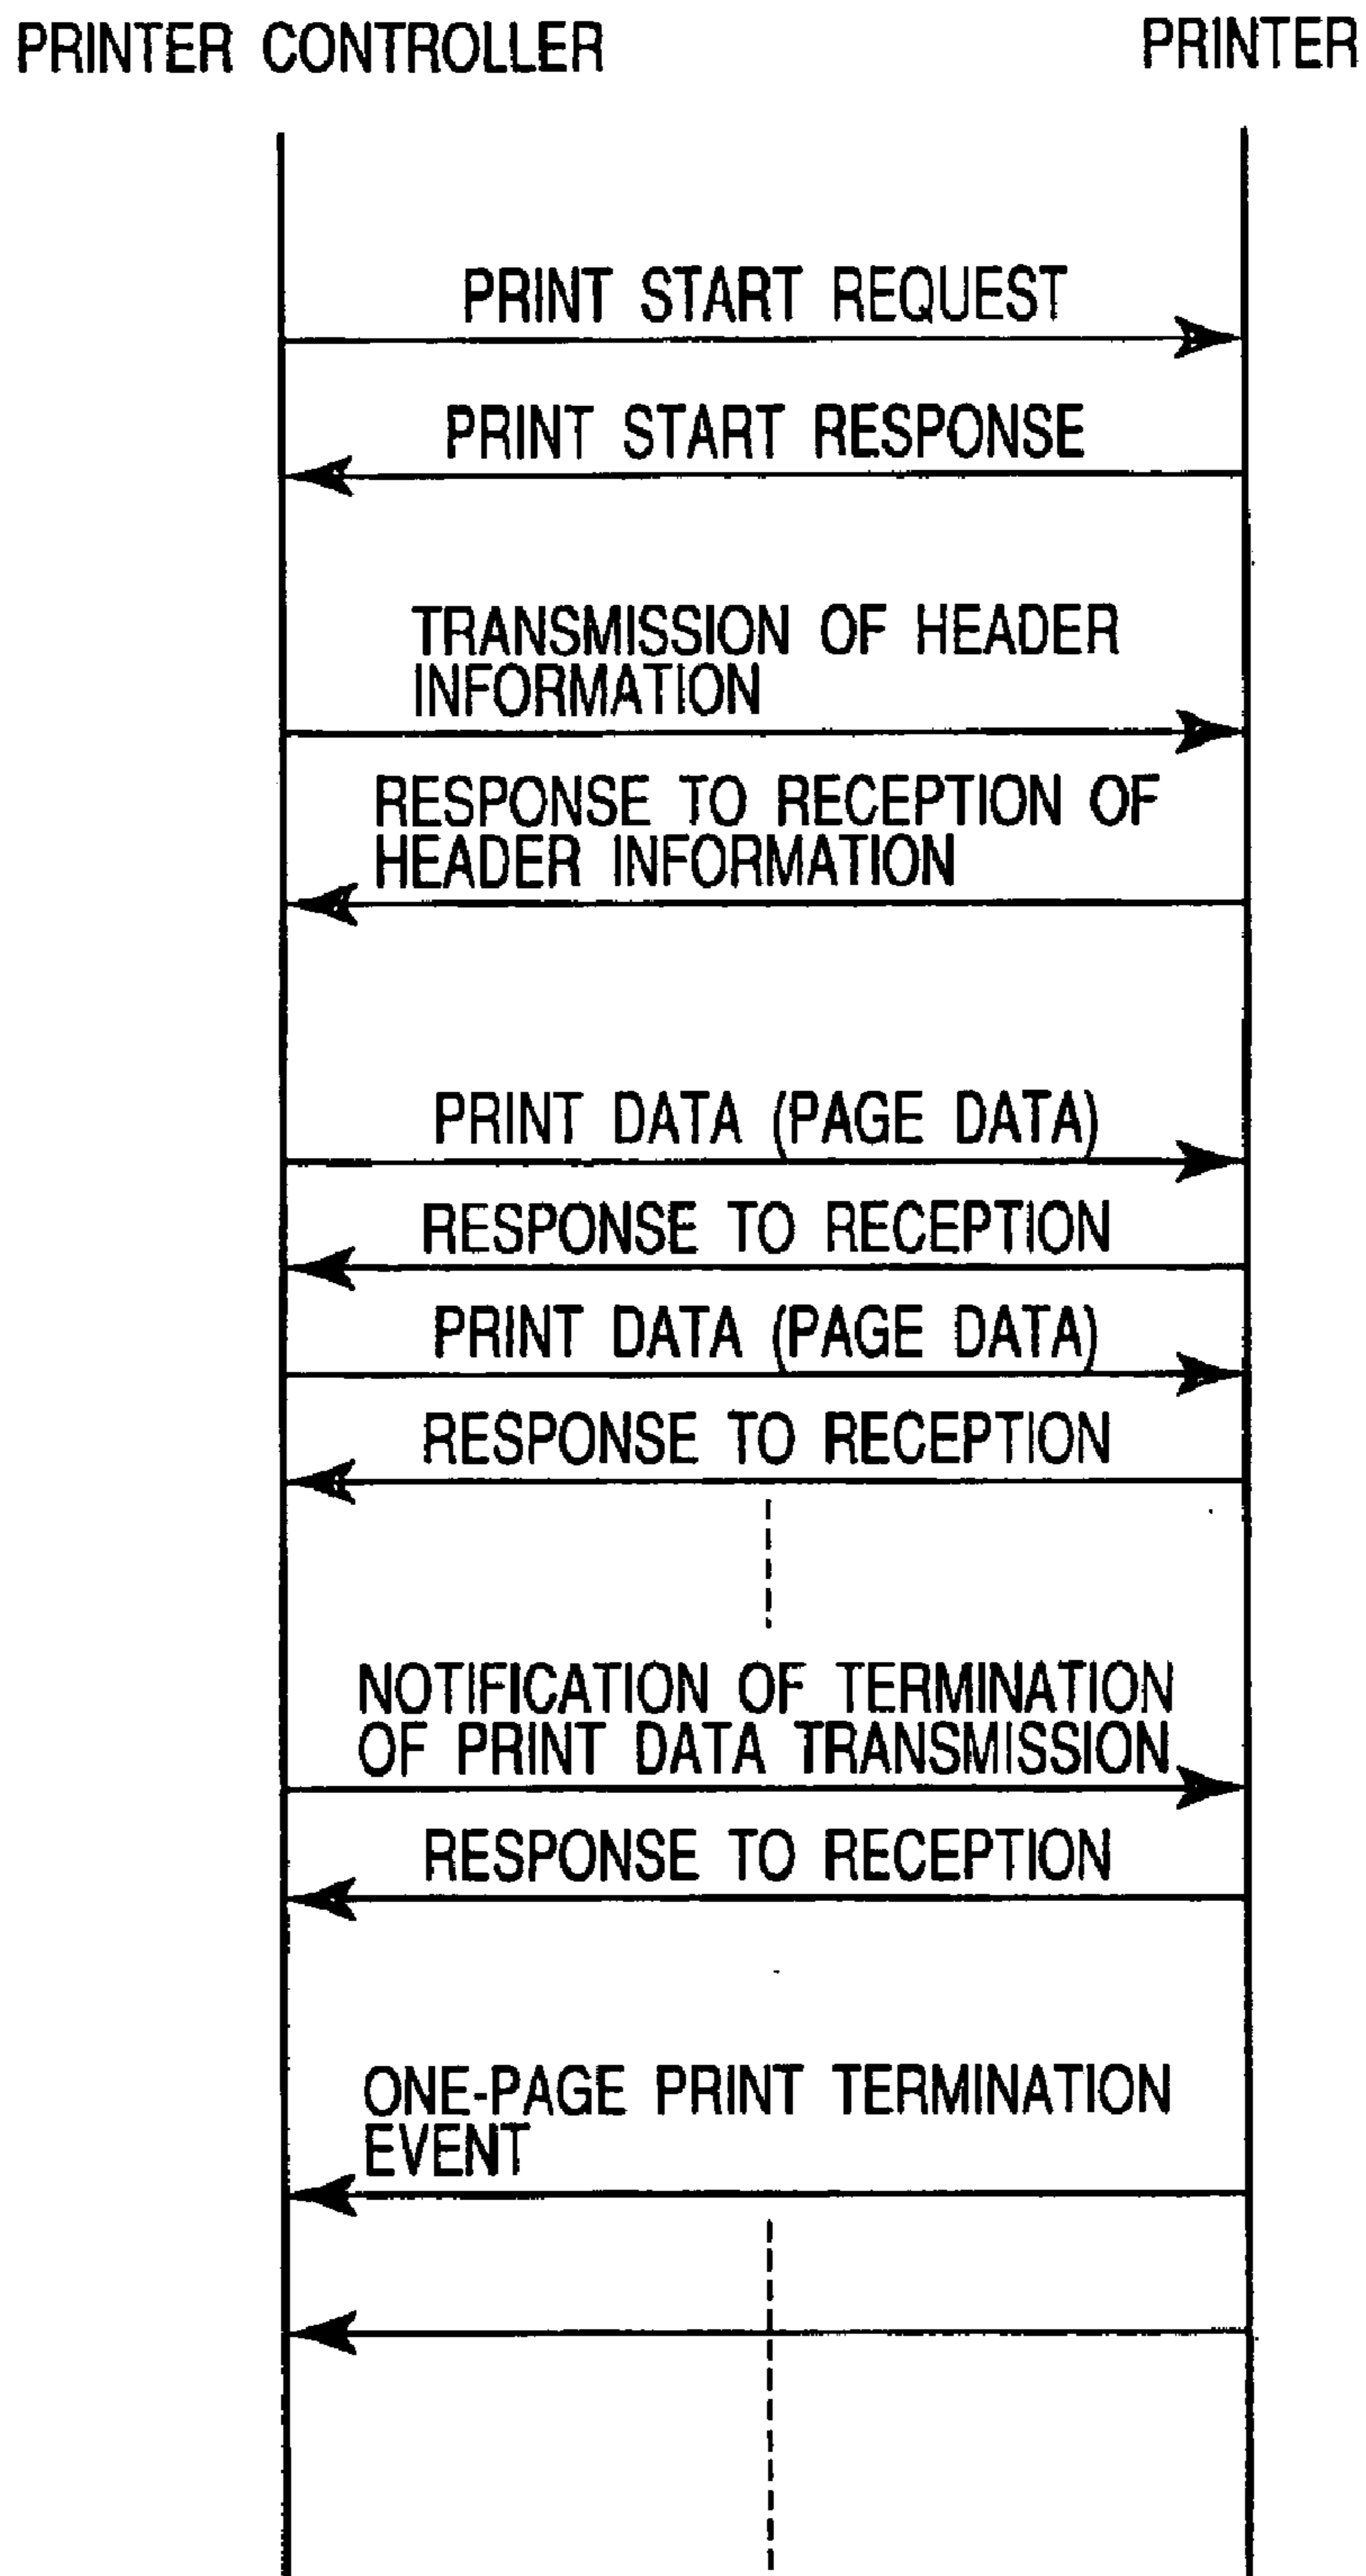 PRINTER CONTROLLER
PRINTER
PRINT START REQUEST
PRINT START RESPONSE
TRANSMISSION OF HEADER
INFORMATION
RESPONSE TO RECEPTION OF
HEADER INFORMATION
PRINT DATA (PAGE DATA)
RESPONSE TO RECEPTION
PRINT DATA (PAGE DATA)
RESPONSE TO RECEPTION
NOTIFICATION OF TERMINATION
OF PRINT DATA TRANSMISSION
RESPONSE TO RECEPTION
ONE-PAGE PRINT TERMINATION
EVENT